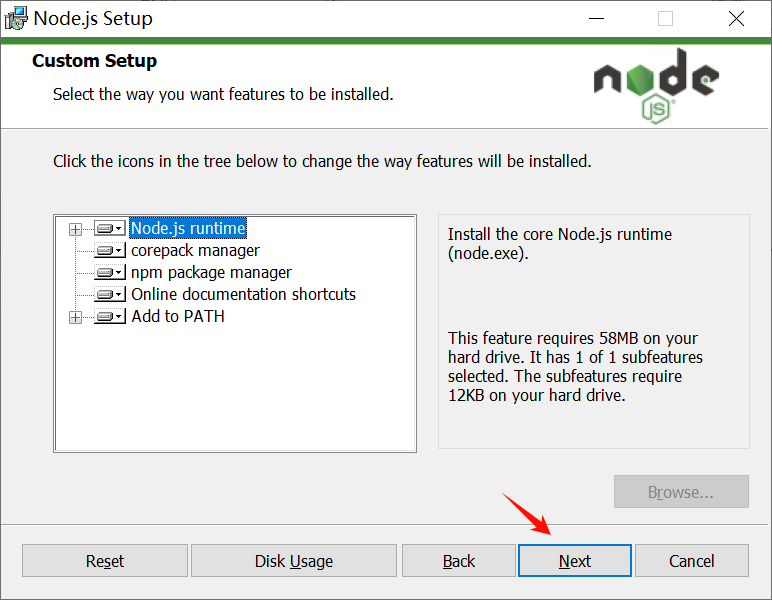 Node.js Setup
Custom Setup
Select the way you want features to be installed.
node
JS
Click the icons in the tree below to change the way features will be installed.
Node.js runtime
corepack manager
npm package manager
Online documentation shortcuts
Add to PATH
Install the core Node.js runtime
(node.exe).
This feature requires 58MB on your
hard drive. It has 1 of 1 subfeatures
selected. The subfeatures require
12KB on your hard drive.
Browse...
Reset
Disk Usage
Back
Next
Cancel